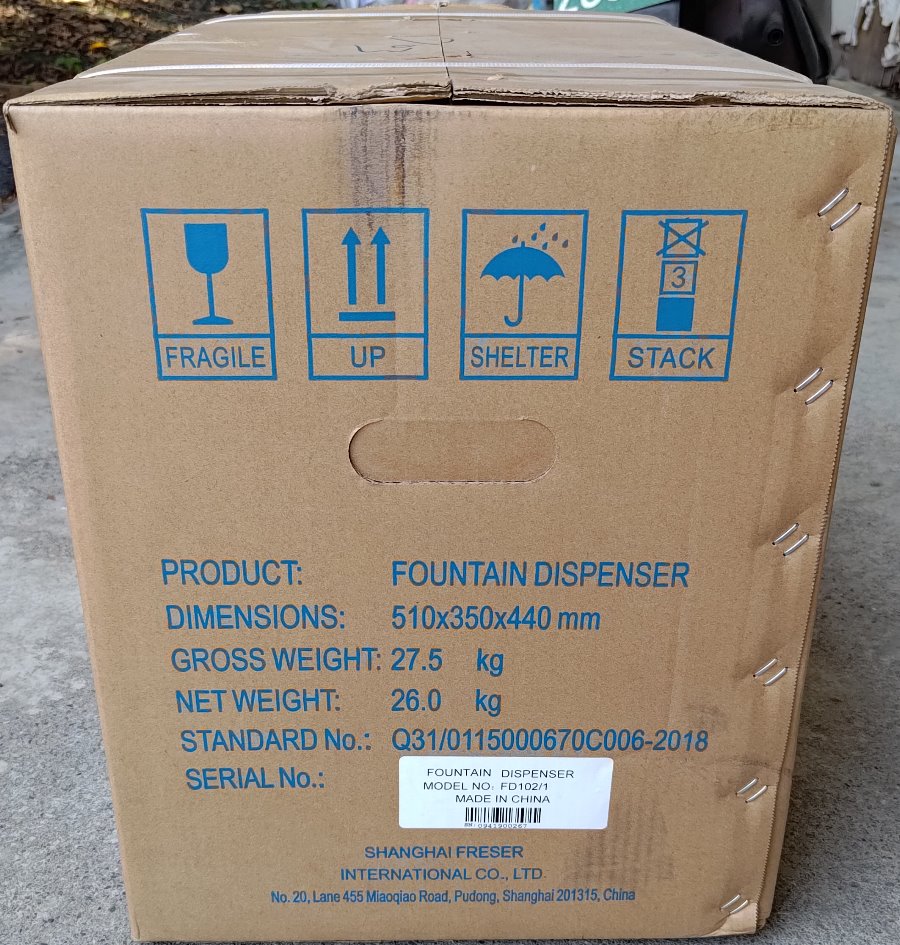 FRAGILE
UP
SHELTER
3
STACK
PRODUCT: FOUNTAIN DISPENSER
DIMENSIONS: 510x350x440 mm
GROSS WEIGHT: 27.5 kg
NET WEIGHT: 26.0 kg
STANDARD No.: Q31/0115000670C006-2018
SERIAL No.:
FOUNTAIN DISPENSER
MODEL NO: FD102/1
MADE IN CHINA
SN: 0941900267
SHANGHAI FRESER
INTERNATIONAL CO., LTD.
No. 20, Lane 455 Miaoqiao Road, Pudong, Shanghai 201315, China